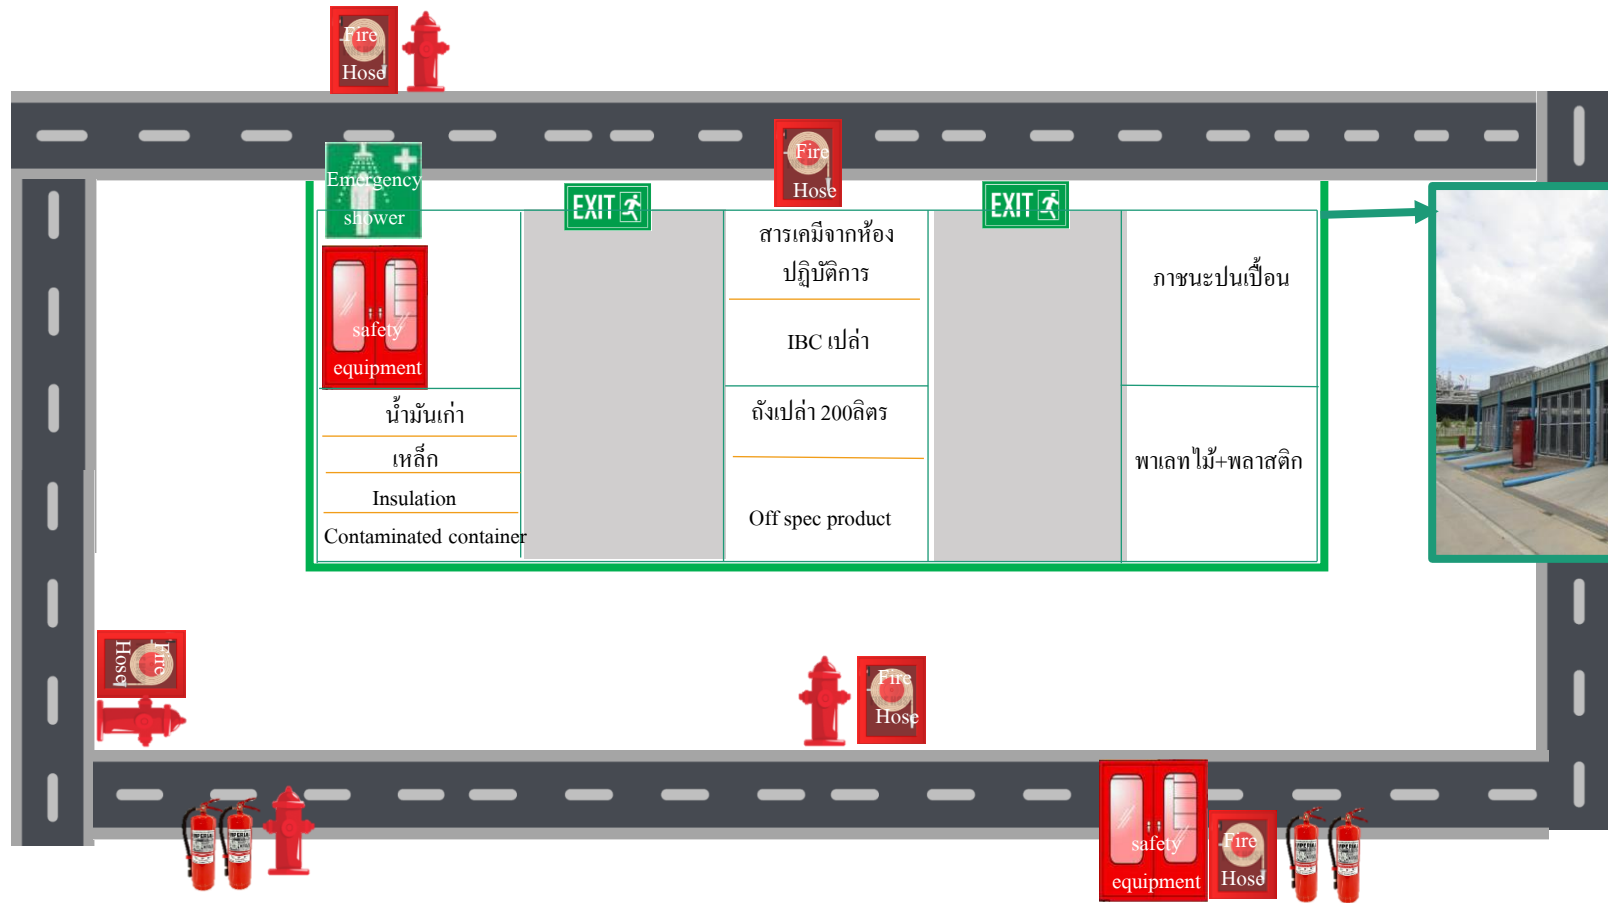 Fire
Hose
Fire
Hose
Emergency
shower
EXIT
EXIT
safety
equipment
น้ำมันเก่า
เหล็ก
Insulation
Contaminated container
สารเคมีจากห้อง
ปฏิบัติการ
IBC เปล่า
ถังเปล่า 200ลิตร
Off spec product
ภาชนะปนเปื้อน
พาเลทไม้+พลาสติก
Fire
Hose
Fire
Hose
safety
equipment
Fire
Hose